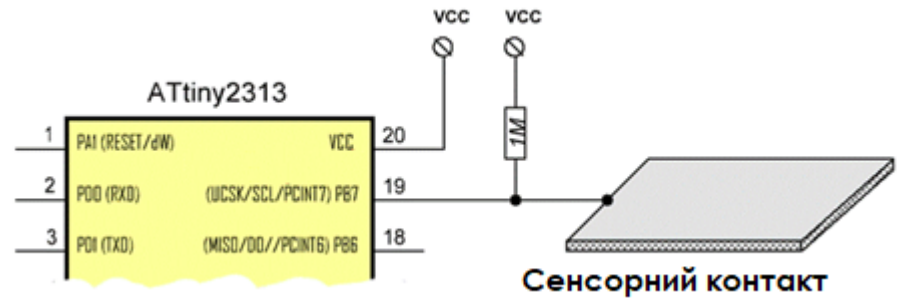 VCC VCC
ATtiny2313
1 PA1 (RESET/dW) VCC 20
1M
2 PD0 (RXD) (UCSK/SCL/PCINT7) PB7 19
3 PD1 (TXD) (MISO/DO//PCINT6) PB6 18
Сенсорний контакт